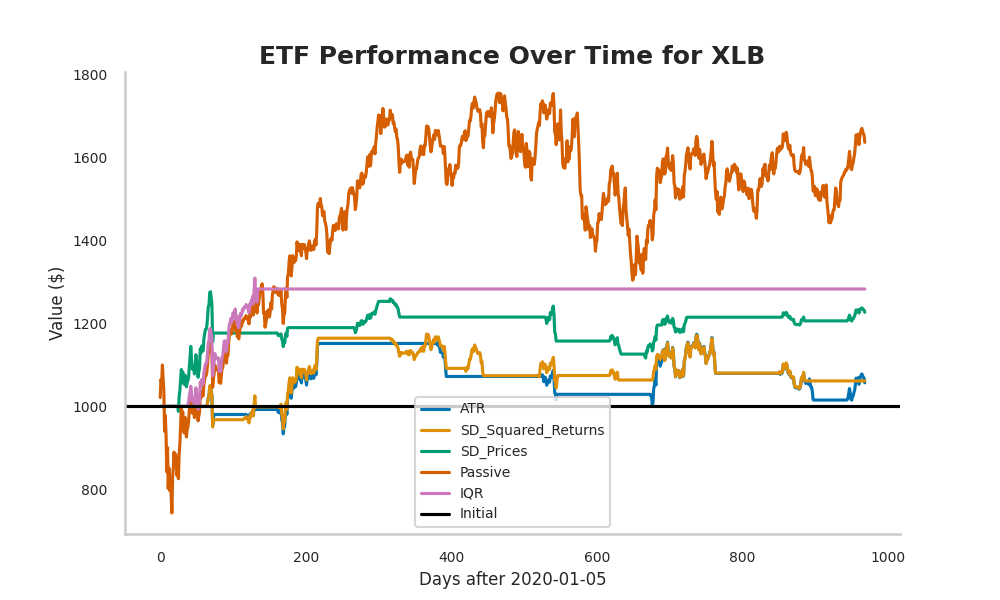 ETF Performance Over Time for XLB
Value ($)
1800
1600
1400
1200
1000
800
ATR
SD_Squared_Returns
SD_Prices
Passive
IQR
Initial
0 200 400 600 800 1000
Days after 2020-01-05